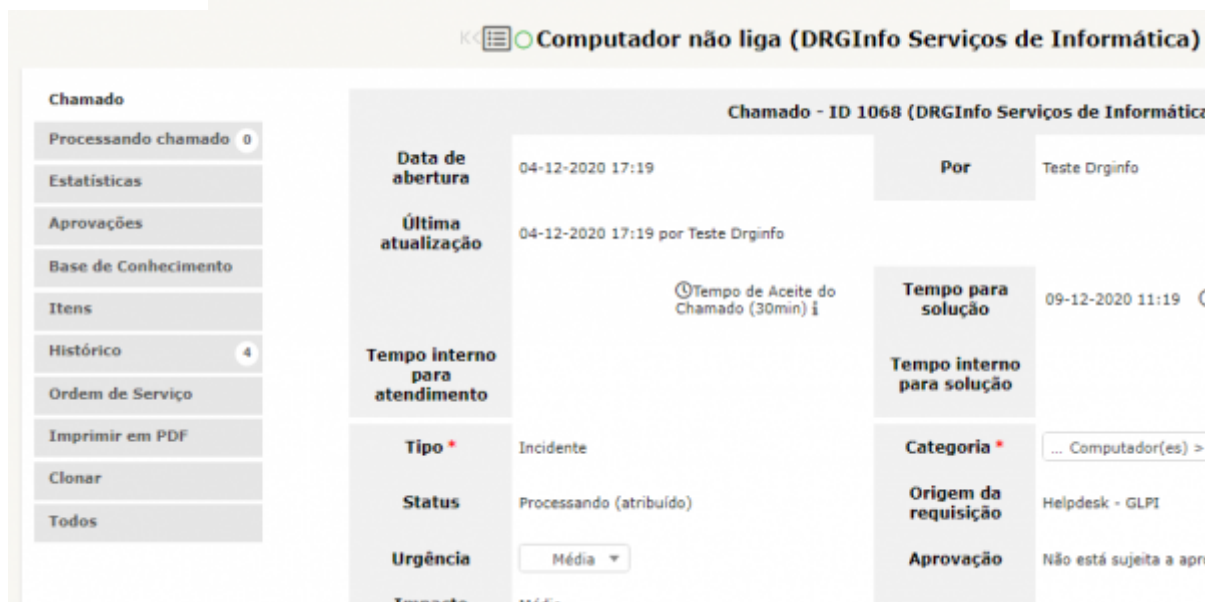 Computador não liga (DRGInfo Serviços de Informática)
Chamado
Processando chamado 0
Estatísticas
Aprovações
Base de Conhecimento
Itens
Histórico 4
Ordem de Serviço
Imprimir em PDF
Clonar
Todos
Chamado - ID 1068 (DRGInfo Serviços de Informática
Data de
abertura
04-12-2020 17:19
Por
Teste Drginfo
Última
atualização
04-12-2020 17:19 por Teste Drginfo
Tempo de Aceite do
Chamado (30min)
Tempo para
solução
09-12-2020 11:19
Tempo interno
para
atendimento
Tempo interno
para solução
Tipo *
Incidente
Categoria *
... Computador(es) >
Status
Processando (atribuído)
Origem da
requisição
Helpdesk - GLPI
Urgência
Média
Aprovação
Não está sujeita a